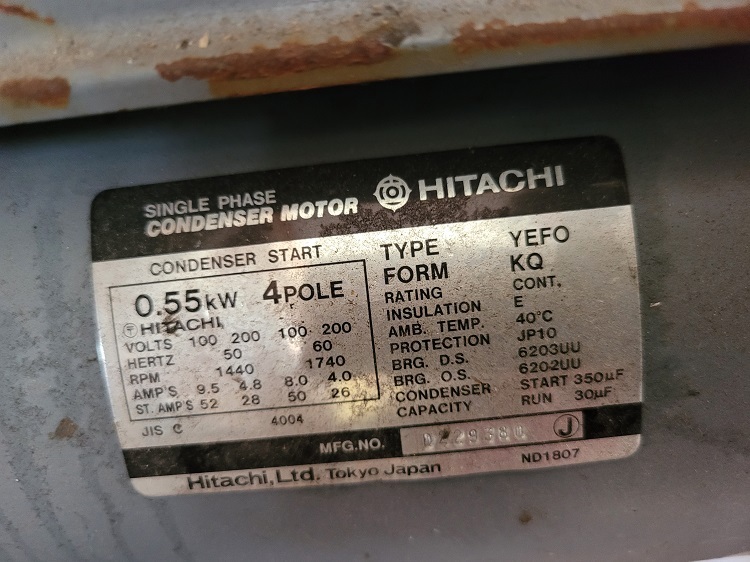 SINGLE PHASE
CONDENSER MOTOR HITACHI
CONDENSER START
0.55kW 4POLE
HITACHI
VOLTS 100 200 100 200
HERTZ 50 60
RPM 1440 1740
AMP'S 9.5 4.8 8.0 4.0
ST. AMP'S 52 28 50 26
JIS C 4004
TYPE YEFO
FORM KQ
RATING CONT.
INSULATION E
AMB. TEMP. 40°C
PROTECTION JP10
BRG. D.S. 6203UU
BRG. O.S. 6202UU
CONDENSER START 350μF
CAPACITY RUN 30μF
MFG.NO. J
Hitachi,Ltd. Tokyo Japan ND1807